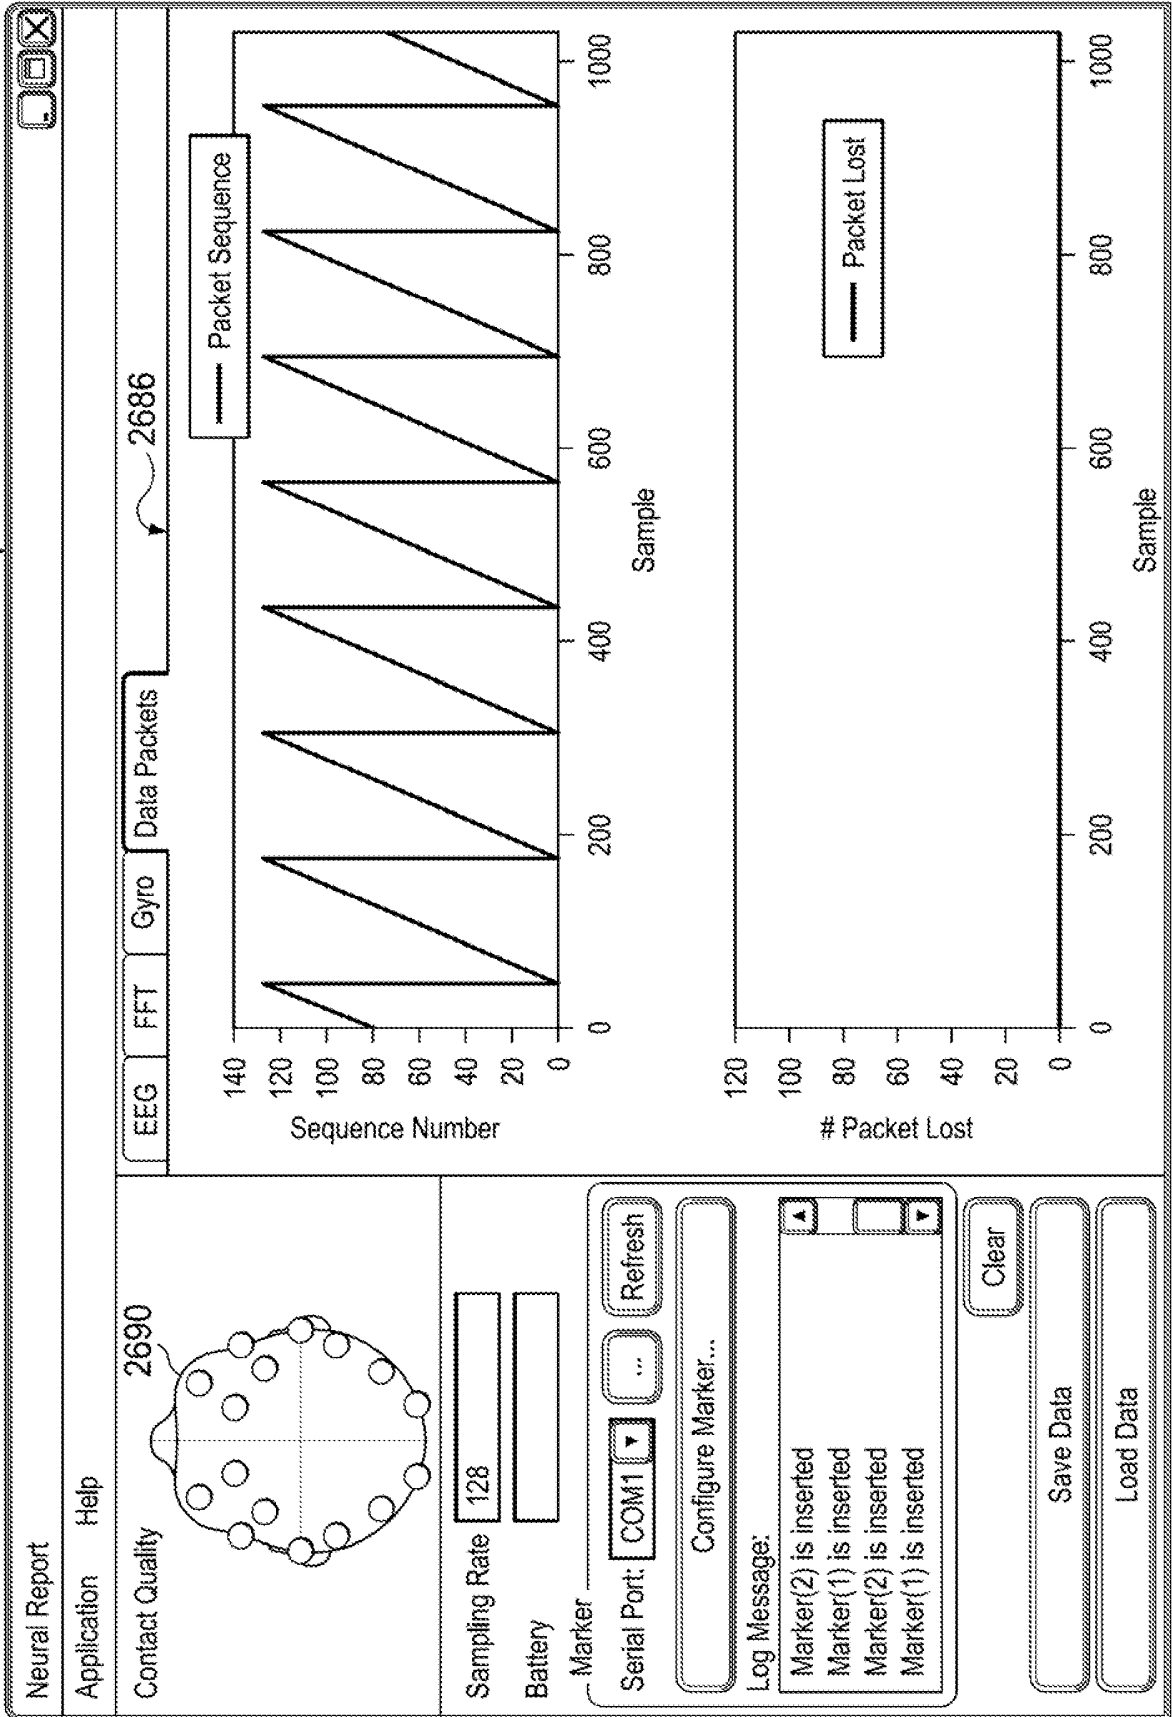 Neural Report
Application Help
Contact Quality
2690
Sampling Rate 128
Battery
Marker
Serial Port: COM1 ... Refresh
Configure Marker...
Log Message:
Marker(2) is inserted
Marker(1) is inserted
Marker(2) is inserted
Marker(1) is inserted
Clear
Save Data
Load Data
EEG FFT Gyro Data Packets
2686
Packet Sequence
140
120
100
80
60
40
20
0
Sequence Number
0 200 400 600 800 1000
Sample
Packet Lost
120
100
80
60
40
20
0
# Packet Lost
0 200 400 600 800 1000
Sample